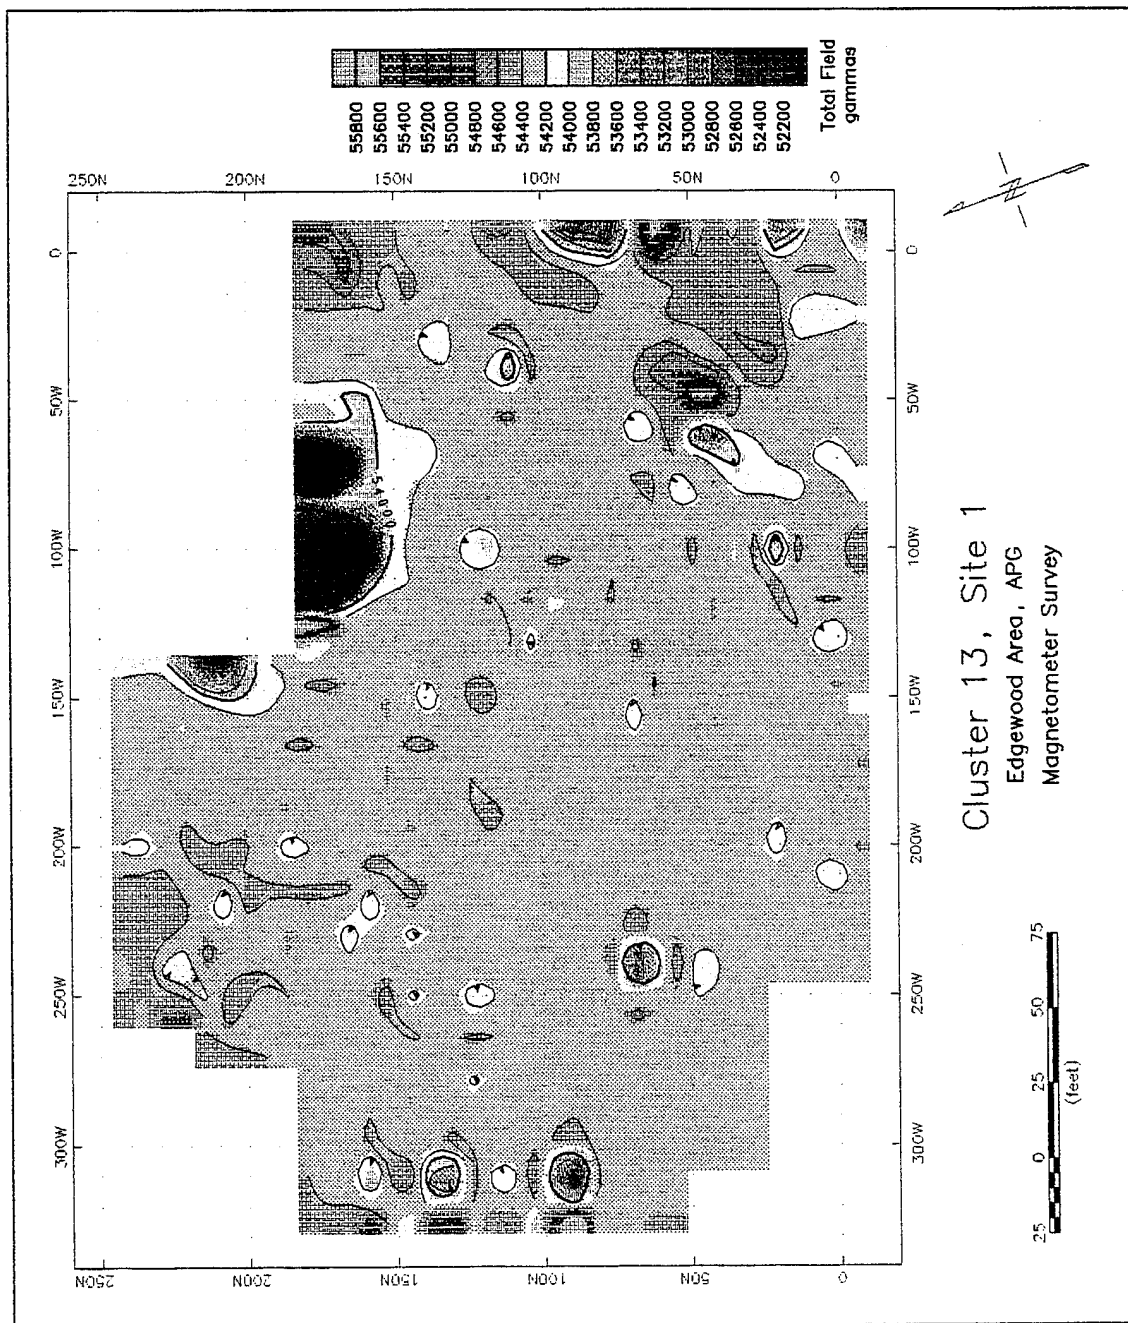 55800
55600
55400
55200
55000
54800
54600
54400
54200
54000
53800
53600
53400
53200
53000
52800
52600
52400
52200
Total Field
gammas
250N
200N
150N
100N
50N
0
0
50W
100W
150W
200W
250W
300W
54000
0
50W
100W
150W
200W
250W
300W
250N
200N
150N
100N
50N
0
N
Cluster 13, Site 1
Edgewood Area, APG
Magnetometer Survey
25 0 25 50 75
(feet)